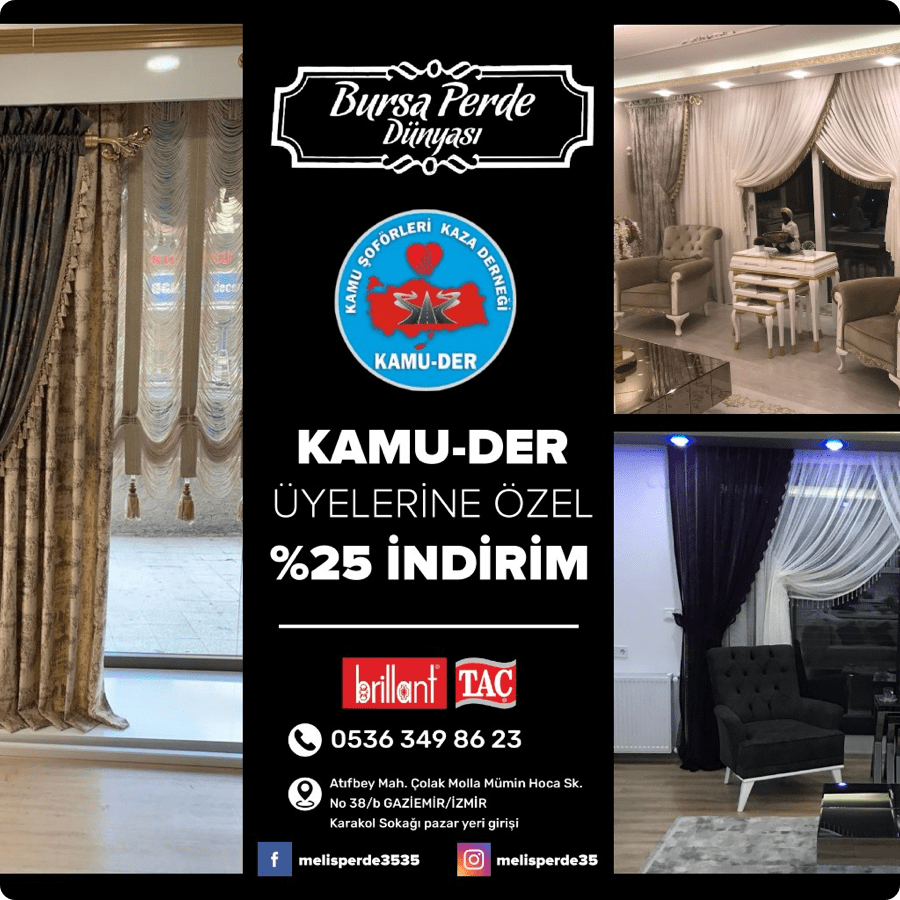 Bursa Perde
Dünyası
KAMU ŞOFÖRLERİ KAZA DERNEĞİ
KAMU-DER
KAMU-DER
ÜYELERİNE ÖZEL
%25 İNDİRİM
brillant TAC
0536 349 86 23
Atıfbey Mah. Çolak Molla Mümin Hoca Sk.
No 38/b GAZİEMİR/İZMİR
Karakol Sokağı pazar yeri girişi
melisperde3535 melisperde35